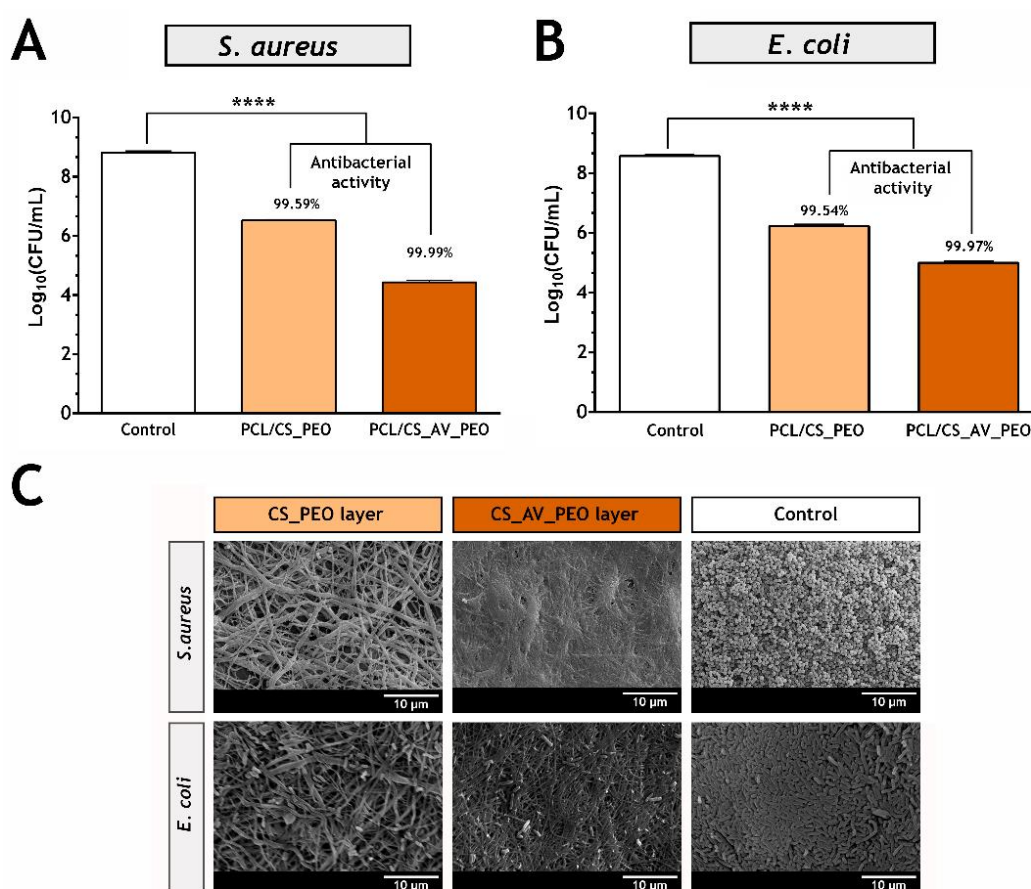 A
S. aureus
Log10(CFU/mL)
10
8
6
4
2
0
****
Antibacterial
activity
99.59%
99.99%
Control
PCL/CS_PEO
PCL/CS_AV_PEO
B
E. coli
Log10(CFU/mL)
10
8
6
4
2
0
****
Antibacterial
activity
99.54%
99.97%
Control
PCL/CS_PEO
PCL/CS_AV_PEO
C
CS_PEO layer
CS_AV_PEO layer
Control
S.aureus
10 μm
10 μm
10 μm
E. coli
10 μm
10 μm
10 μm